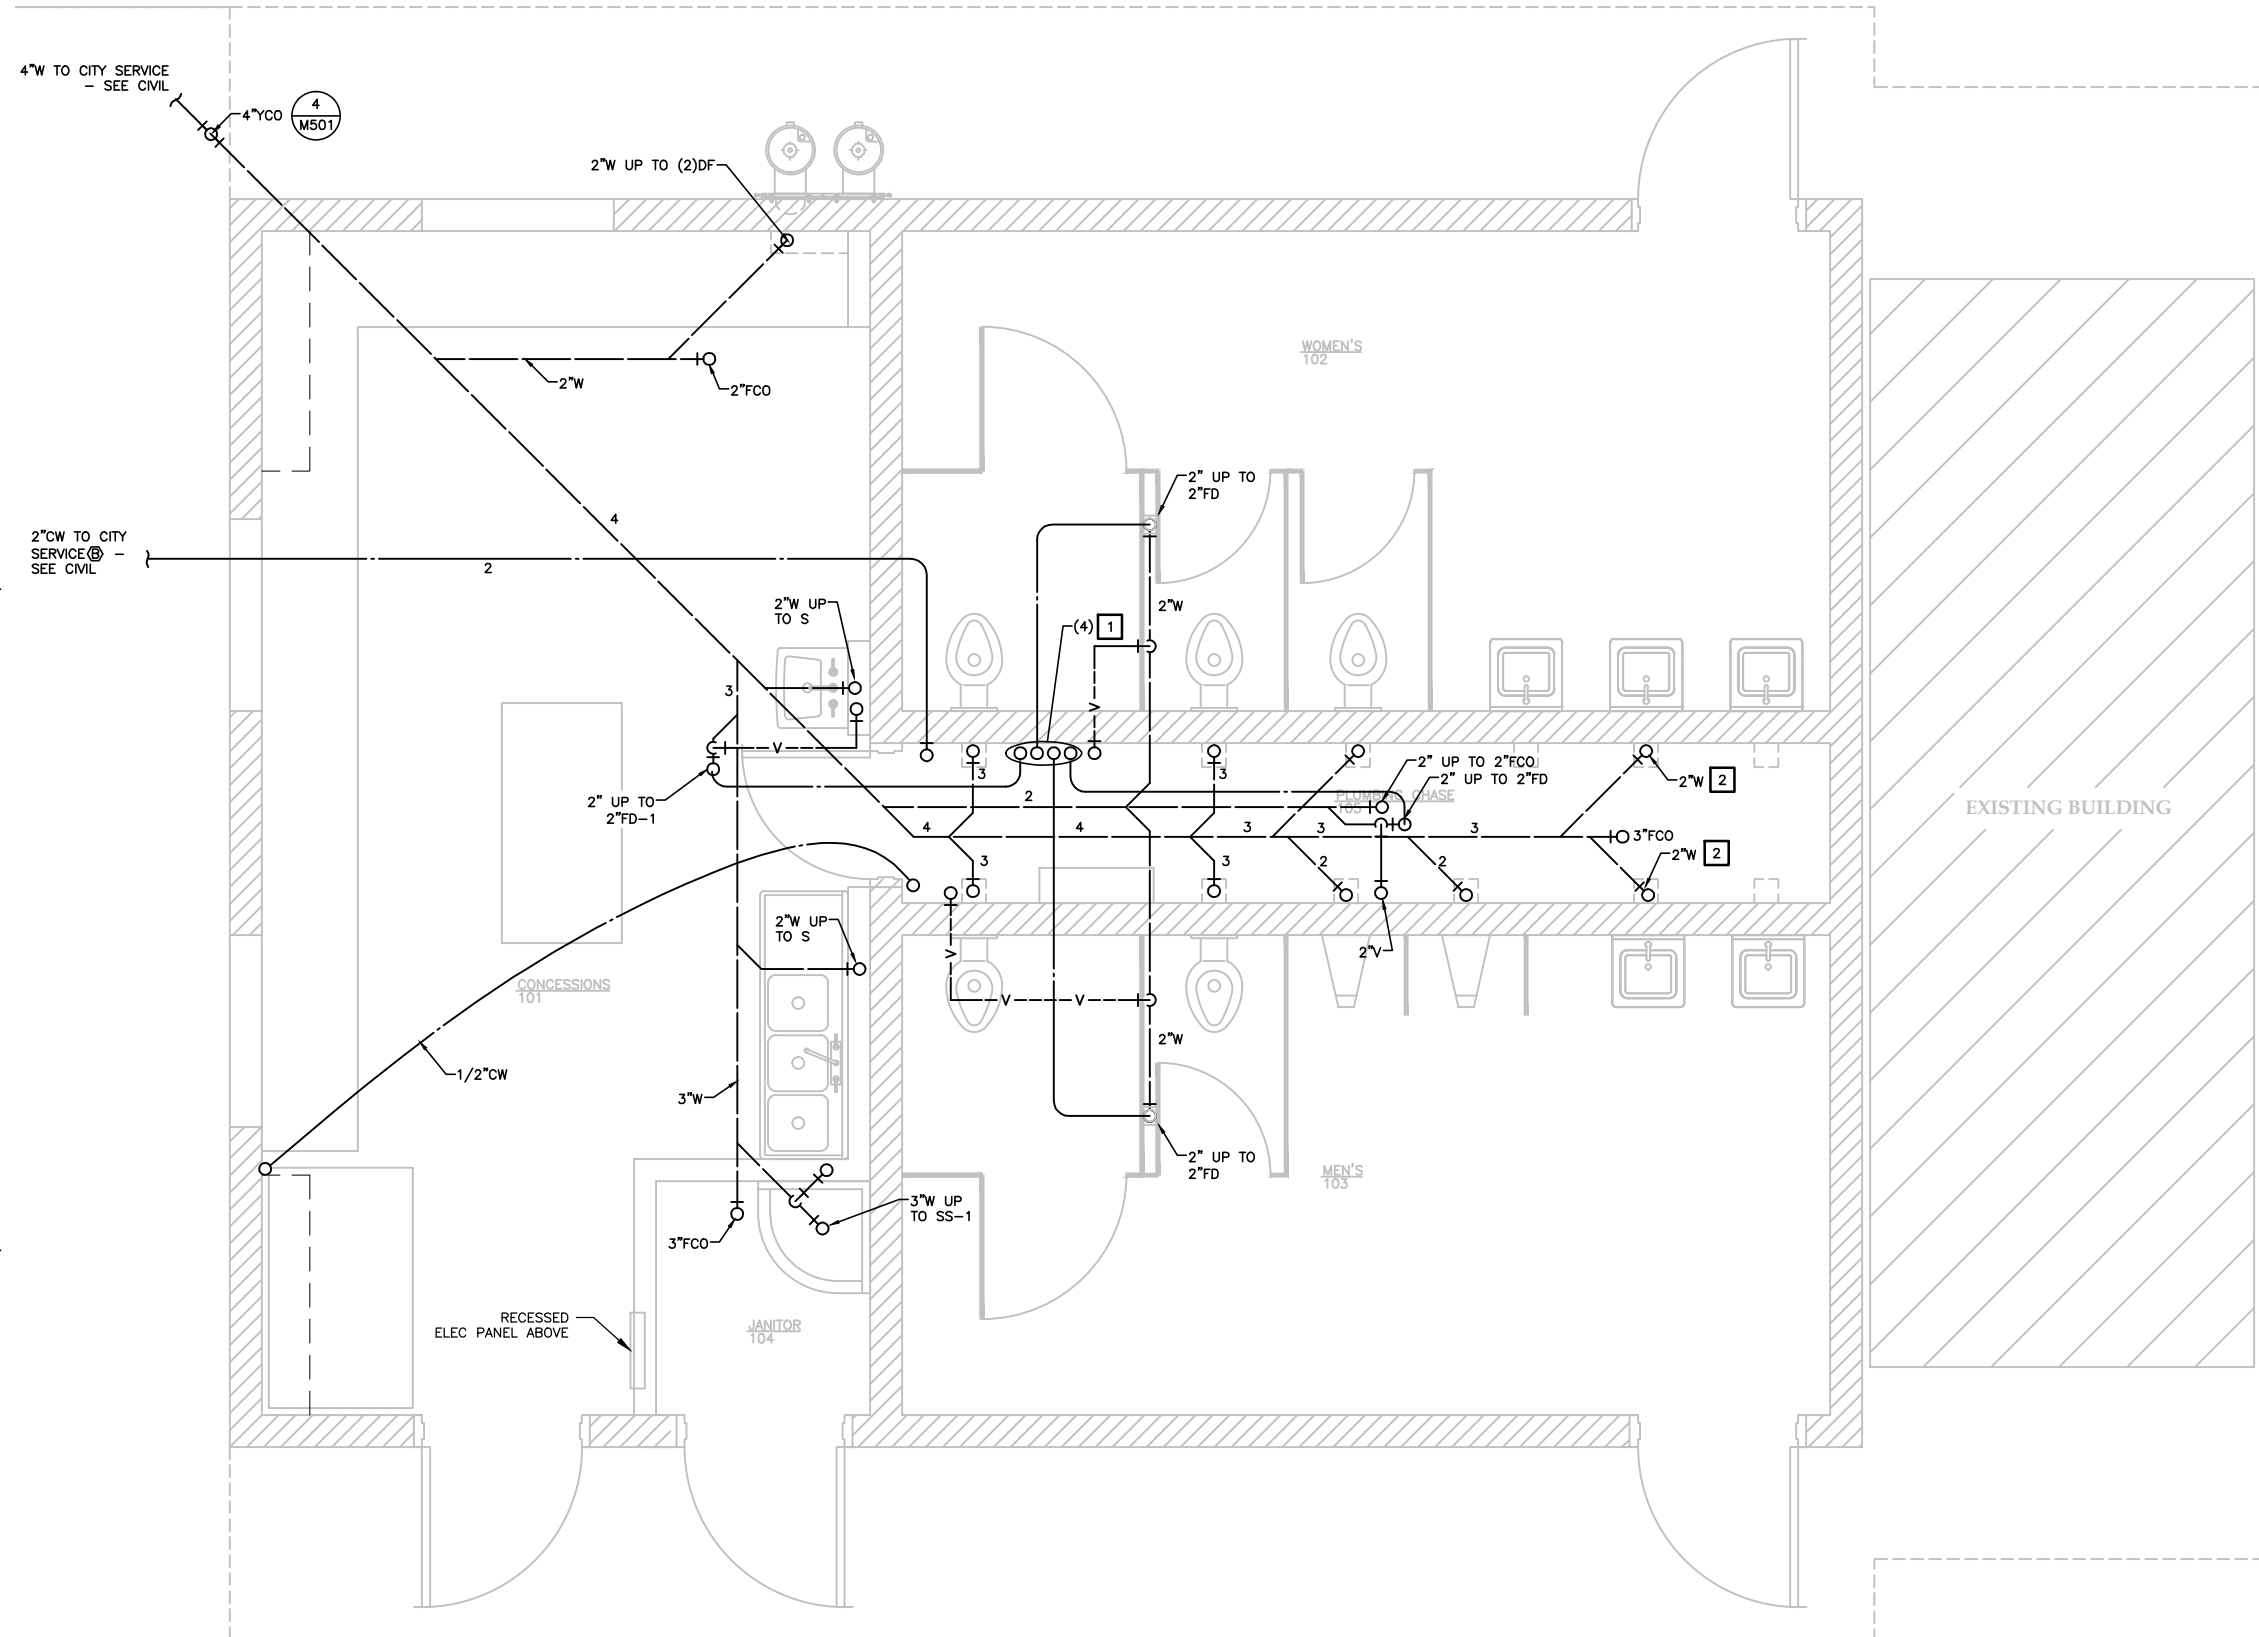 4"W TO CITY SERVICE
- SEE CIVIL
4"YCO
4
M501
2"W UP TO (2)DF
WOMEN'S
102
2"W
2"FCO
2" UP TO
2"FD
4
2"CW TO CITY
SERVICE B -
SEE CIVIL
2
2"W UP
TO S
2"W
(4) 1
3
V
V
3
3
2" UP TO 2"FCO
2" UP TO 2"FD
2"W 2
2" UP TO
2"FD-1
2
PLUMBING CHASE
105
EXISTING BUILDING
4
4
3
3
3
3"FCO
3
3
2
2
2"W 2
2"W UP
TO S
V
2"V
CONCESSIONS
101
V
V
2"W
1/2"CW
3"W
2" UP TO
2"FD
MEN'S
103
3"W UP
TO SS-1
3"FCO
RECESSED
ELEC PANEL ABOVE
JANITOR
104